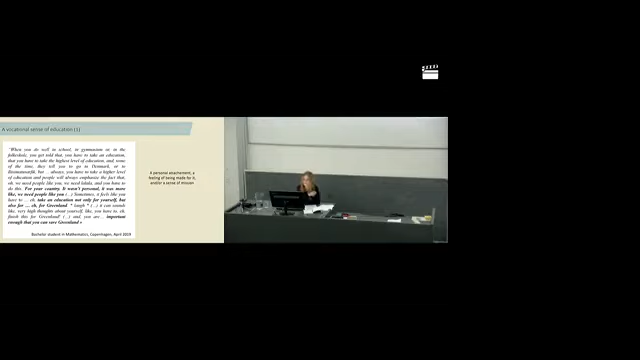 A vocational sense of education (1)
"When you do well in school, in gymnasium or in the
folkeskole, you get told that, you have to take an education,
that you have to take the highest level of education, and, some
of the time, they tell you to go to Denmark, or to
always, you have to take a higher level
of education and people will always emphasize the fact that,
oh, we need people like you, we need and you have to
do this. For your country. It wasn't personal, it was more
like, we need people like you (...) Sometimes, it feels like you
have to ... eh, take an education not only for yourself, but
also for ... eh, for Greenland * laugh * (...) it can sounds
like, very high thoughts about yourself, like, you have to, eh,
finish this for Greenland (...) and, you are ... important
enough that you can save Greenland »
Bachelor student in Mathematics, Copenhagen, April 2019
A personal attachement, a
feeling of being made for it,
and/or a sense of mission